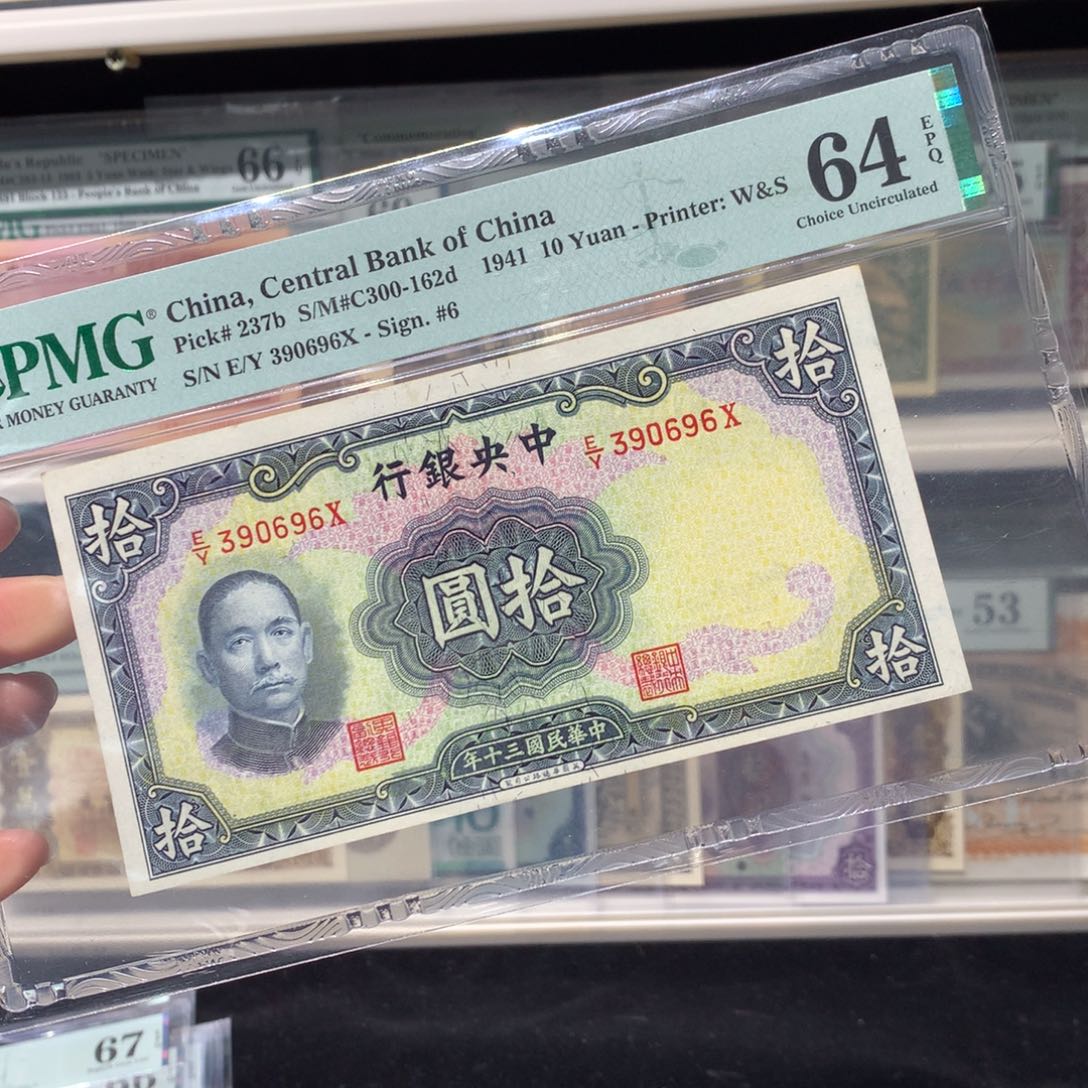 "SPECIMEN"
66
PMG
64
EPQ
Choice Uncirculated
China, Central Bank of China
Pick# 237b S/M#C300-162d 1941 10 Yuan - Printer: W&S
S/N E/Y 390696X - Sign. #6
MONEY GUARANTY
拾
拾
行銀央中
E/Y 390696X
E/Y 390696X
圓拾
拾
拾
年十三國民華中
53
67